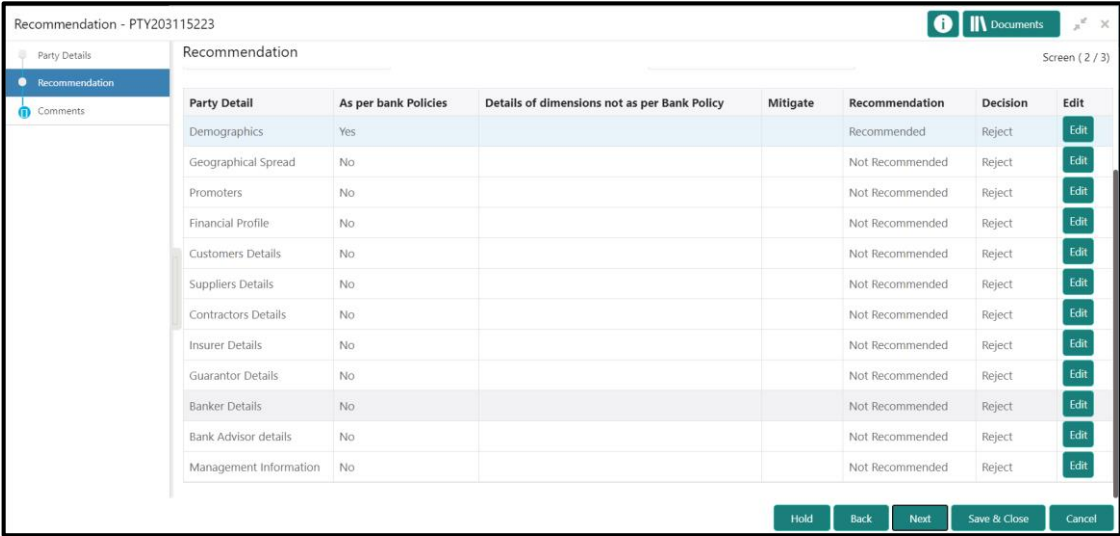 Recommendation - PTY203115223
Documents
Party Details
Recommendation
Comments
Recommendation
Screen ( 2 / 3)
Party Detail As per bank Policies Details of dimensions not as per Bank Policy Mitigate Recommendation Decision Edit
Demographics Yes Recommended Reject Edit
Geographical Spread No Not Recommended Reject Edit
Promoters No Not Recommended Reject Edit
Financial Profile No Not Recommended Reject Edit
Customers Details No Not Recommended Reject Edit
Suppliers Details No Not Recommended Reject Edit
Contractors Details No Not Recommended Reject Edit
Insurer Details No Not Recommended Reject Edit
Guarantor Details No Not Recommended Reject Edit
Banker Details No Not Recommended Reject Edit
Bank Advisor details No Not Recommended Reject Edit
Management Information No Not Recommended Reject Edit
Hold Back Next Save & Close Cancel